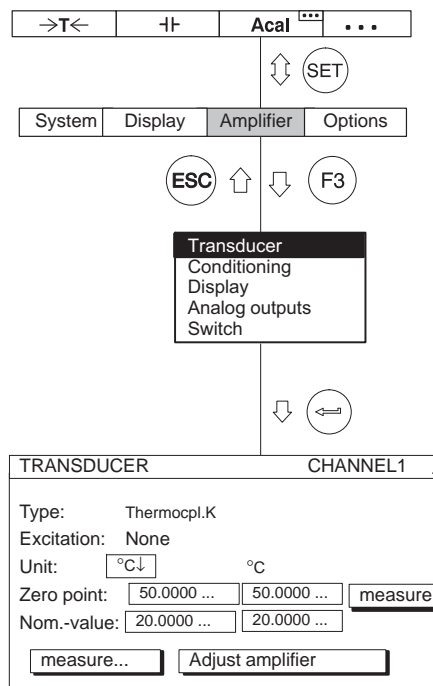 →T← ⊣⊢ Acal ... ...
SET
System Display Amplifier Options
ESC F3
Transducer
Conditioning
Display
Analog outputs
Switch
TRANSDUCER CHANNEL1
Type: Thermocpl.K
Excitation: None
Unit: °C↓ °C
Zero point: 50.0000 ... 50.0000 ... measure
Nom.-value: 20.0000 ... 20.0000 ...
measure... Adjust amplifier